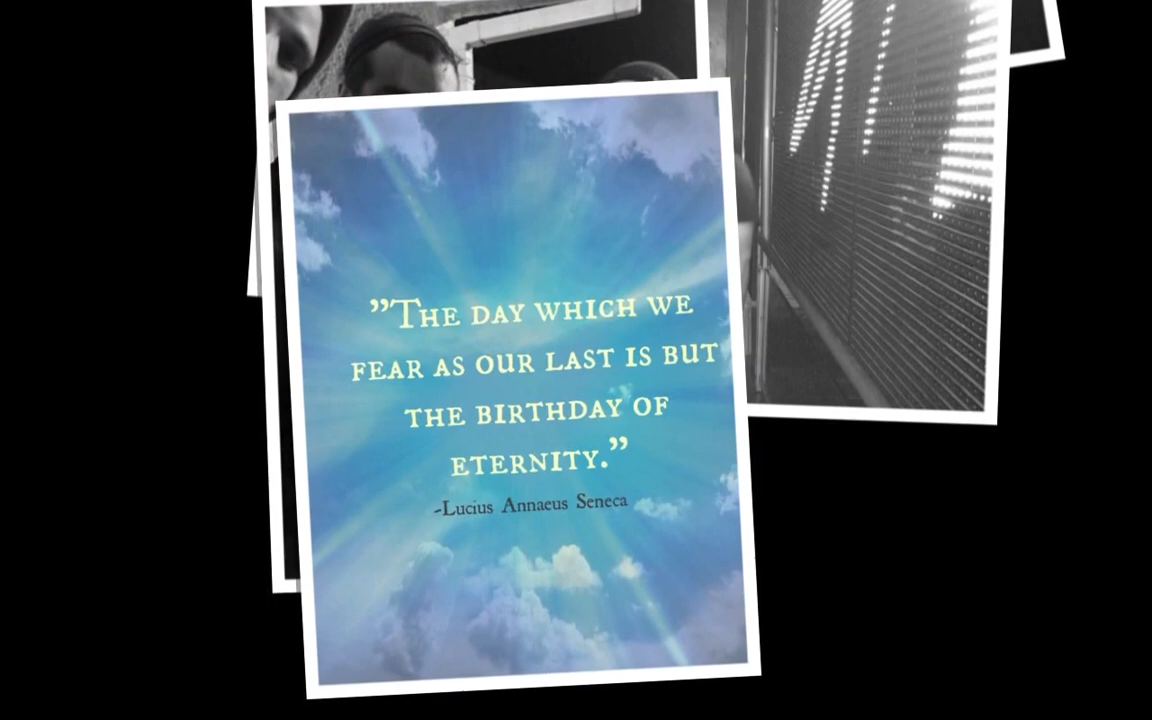 ”The day which we
fear as our last is but
the birthday of
eternity.”
-Lucius Annaeus Seneca